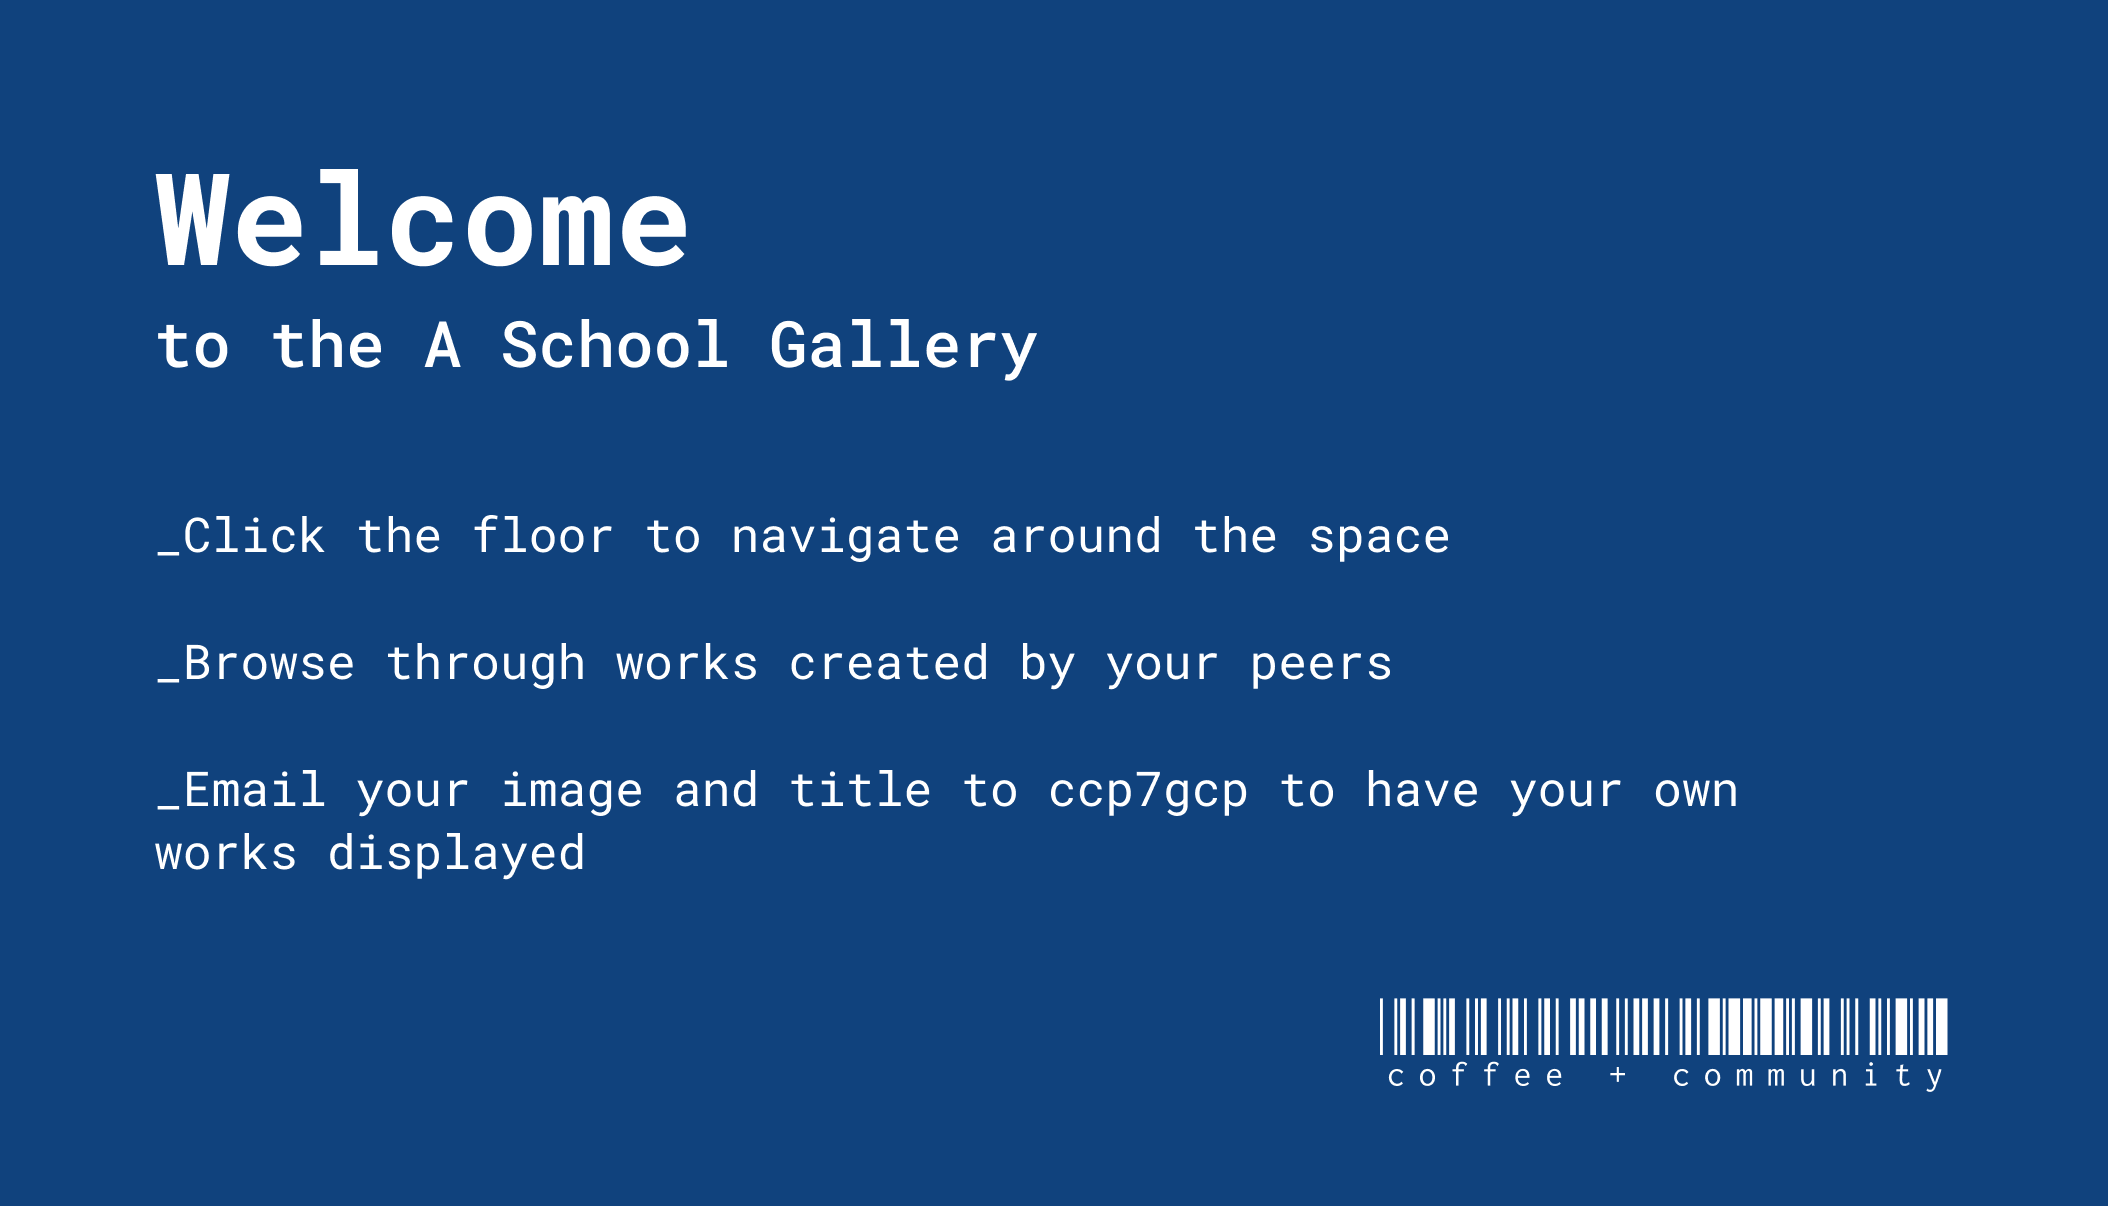 Welcome
to the A School Gallery
_Click the floor to navigate around the space
_Browse through works created by your peers
_Email your image and title to ccp7gcp to have your own
works displayed
coffee + community